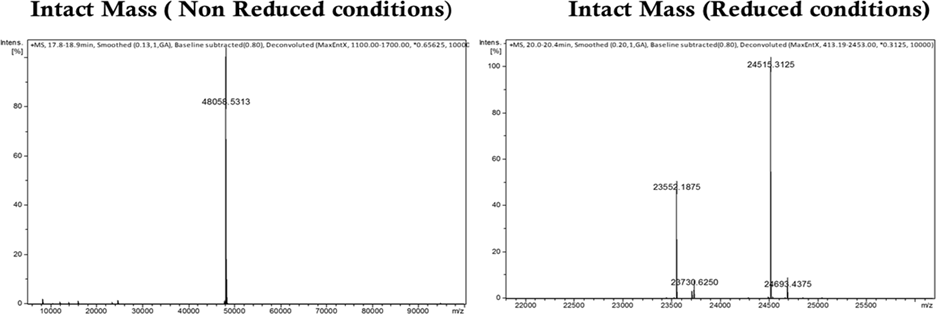 Intact Mass ( Non Reduced conditions)
Intens.
[%]
+MS, 17.8-18.9min, Smoothed (0.13,1,GA), Baseline subtracted(0.80), Deconvoluted (MaxEntX, 1100.00-1700.00, *0.65625, 10000
48058.5313
80
60
40
20
0
10000 20000 30000 40000 50000 60000 70000 80000 90000 m/z
Intact Mass (Reduced conditions)
Intens.
[%]
+MS, 20.0-20.4min, Smoothed (0.20,1,GA), Baseline subtracted(0.80), Deconvoluted (MaxEntX, 413.19-2453.00, *0.3125, 10000)
24515.3125
100
80
60
23552.1875
40
20
23730.6250
24693.4375
0
22000 22500 23000 23500 24000 24500 25000 25500 m/z